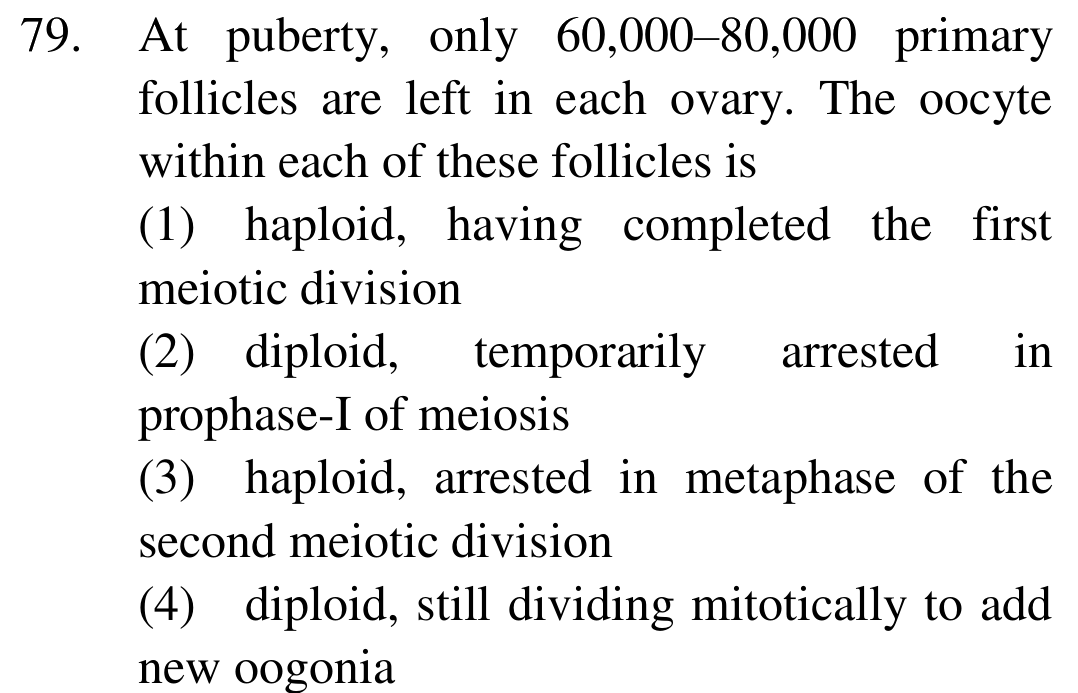 79. At puberty, only 60,000–80,000 primary
follicles are left in each ovary. The oocyte
within each of these follicles is
(1) haploid, having completed the first
meiotic division
(2) diploid, temporarily arrested in
prophase-I of meiosis
(3) haploid, arrested in metaphase of the
second meiotic division
(4) diploid, still dividing mitotically to add
new oogonia